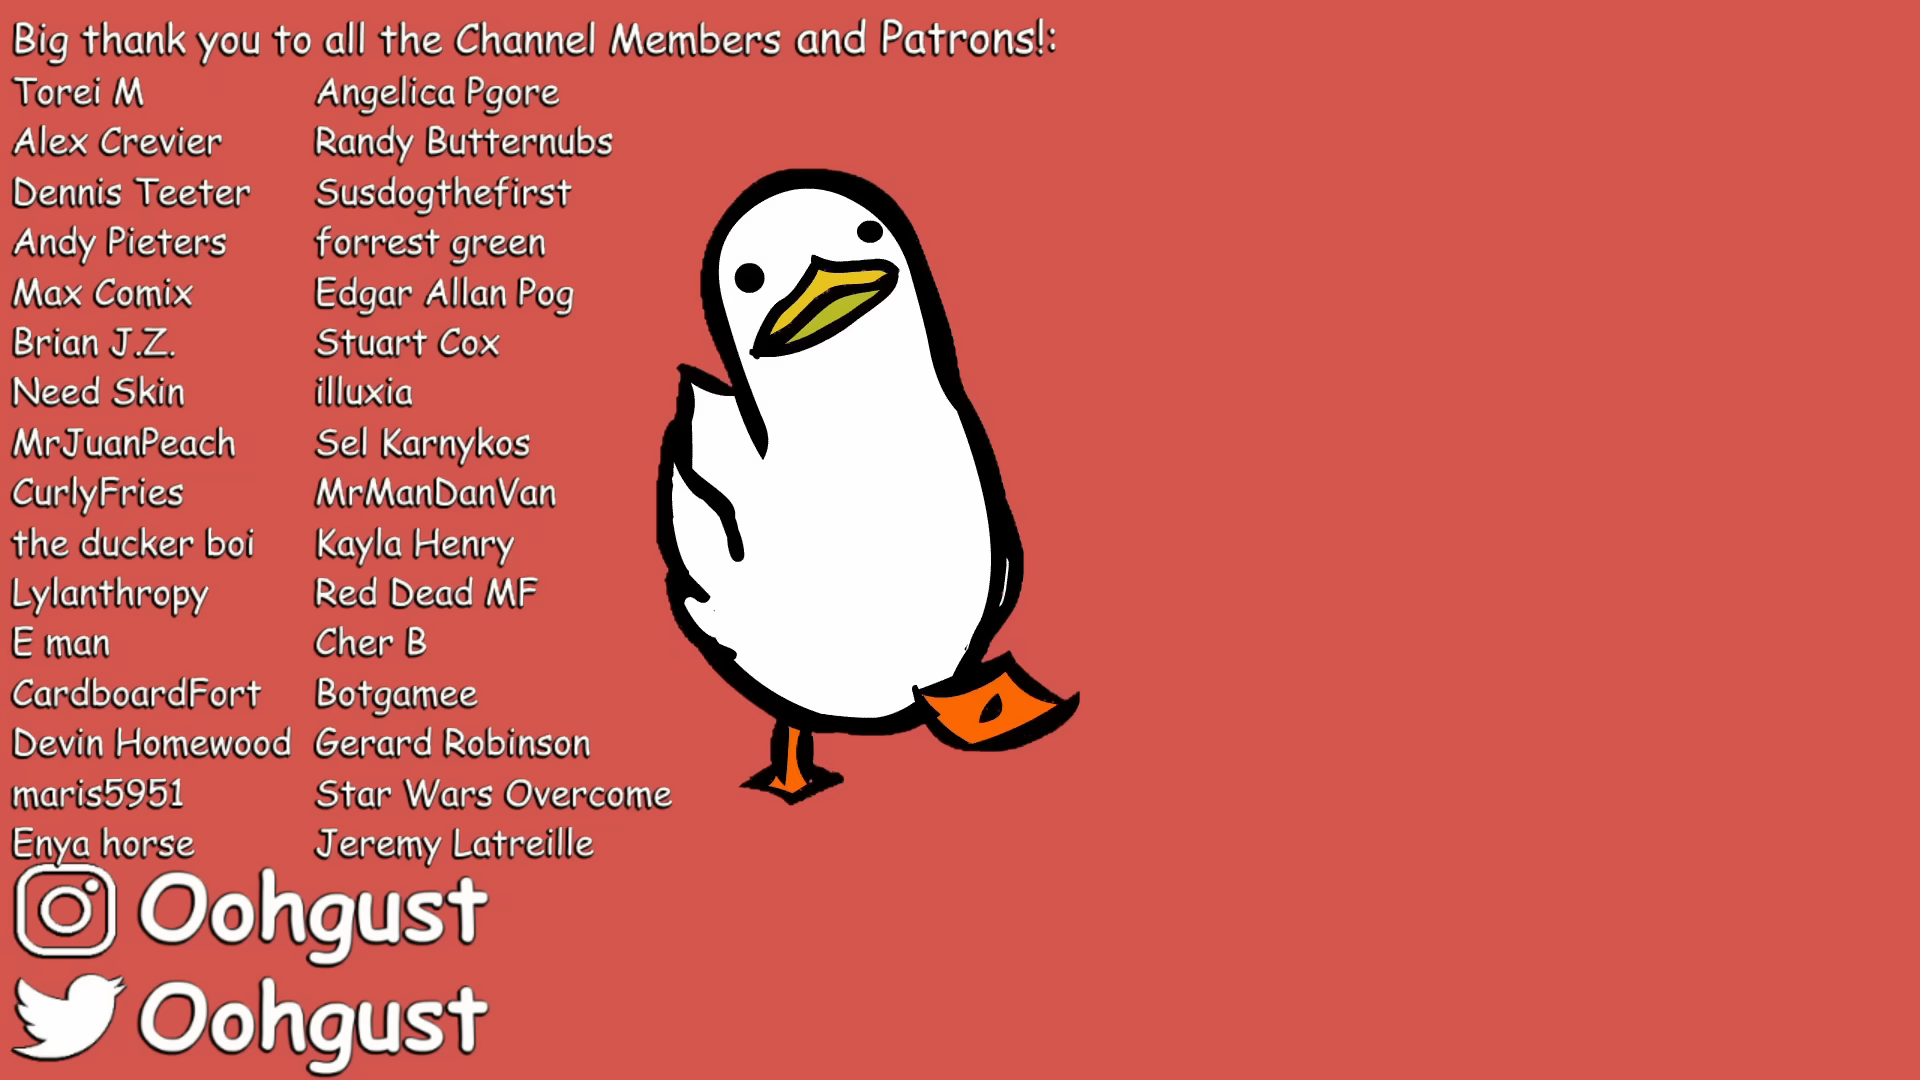 Big thank you to all the Channel Members and Patrons!:
Torei M
Alex Crevier
Dennis Teeter
Andy Pieters
Max Comix
Brian J.Z.
Need Skin
MrJuanPeach
CurlyFries
the ducker boi
Lylanthropy
E man
CardboardFort
Devin Homewood
maris5951
Enya horse
Angelica Pgore
Randy Butternubs
Susdogthefirst
forrest green
Edgar Allan Pog
Stuart Cox
illuxia
Sel Karnykos
MrManDanVan
Kayla Henry
Red Dead MF
Cher B
Botgamee
Gerard Robinson
Star Wars Overcome
Jeremy Latreille
Oohgust
Oohgust